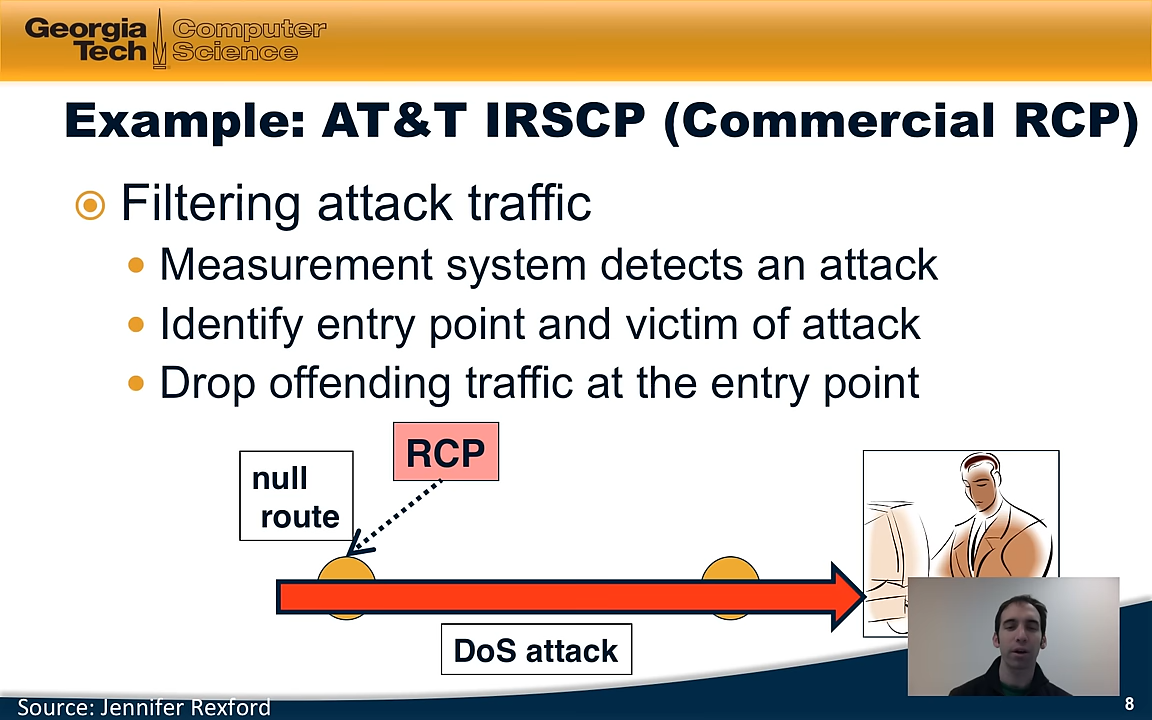 Georgia Tech
Computer Science
Example: AT&T IRSCP (Commercial RCP)
Filtering attack traffic
Measurement system detects an attack
Identify entry point and victim of attack
Drop offending traffic at the entry point
RCP
null
route
DoS attack
Source: Jennifer Rexford
8